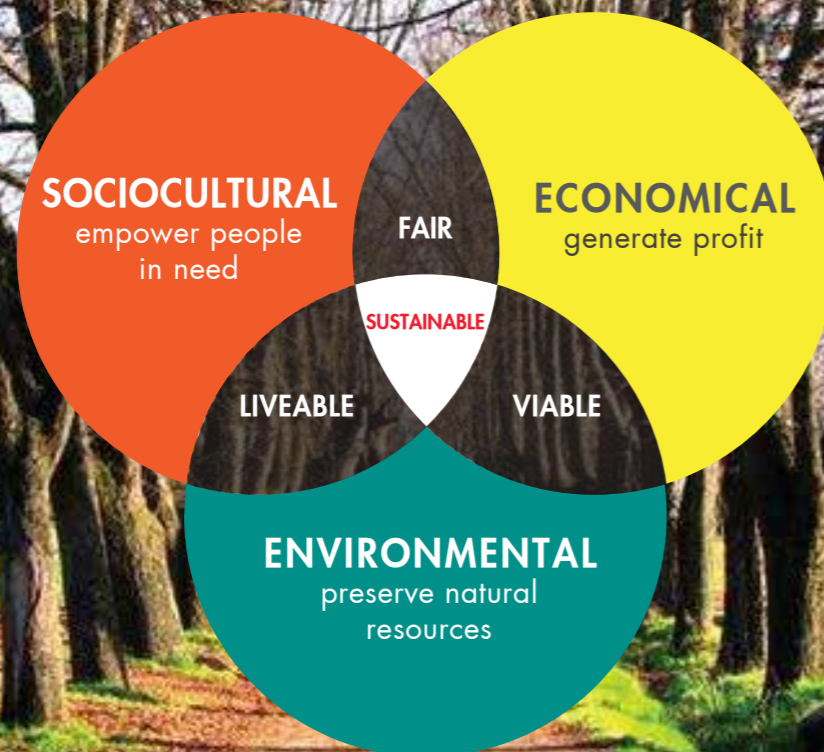 SOCIOCULTURAL
empower people
in need
ECONOMICAL
generate profit
FAIR
SUSTAINABLE
LIVEABLE
VIABLE
ENVIRONMENTAL
preserve natural
resources